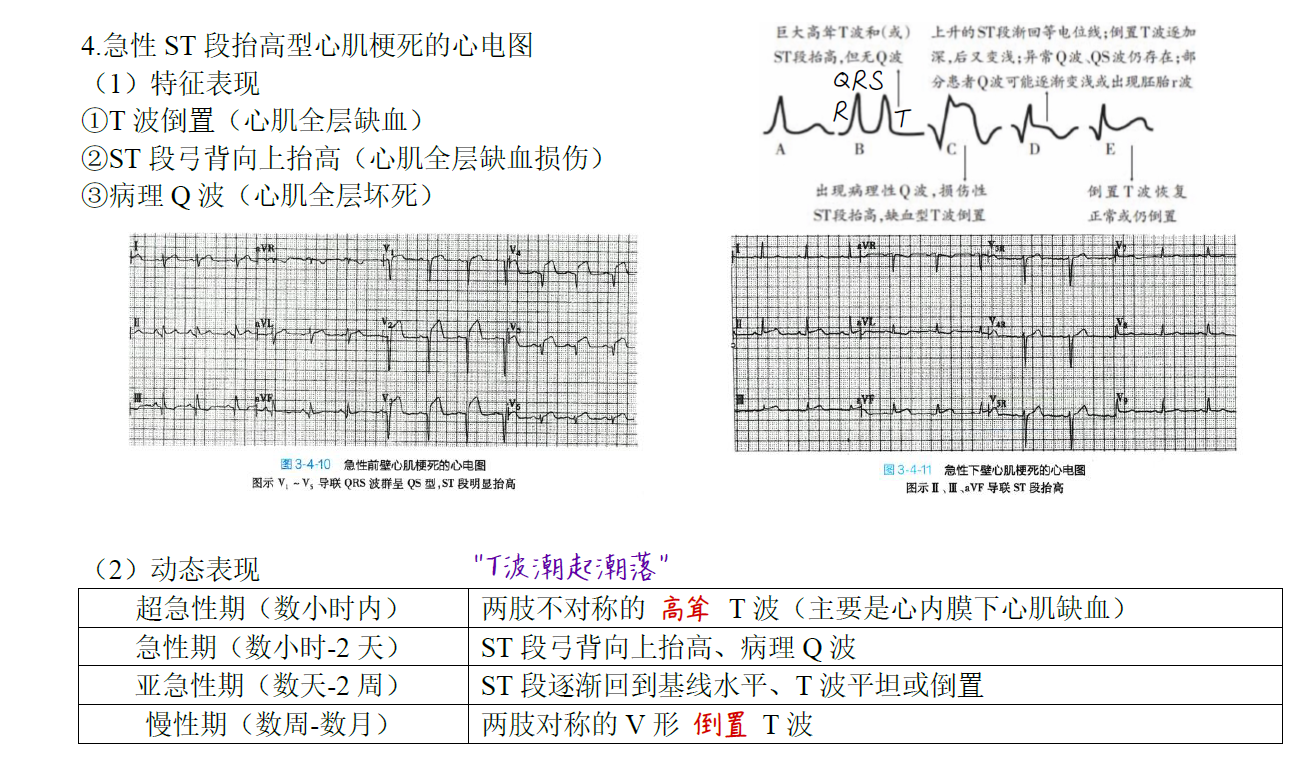 4.急性 ST 段抬高型心肌梗死的心电图
（1）特征表现
①T 波倒置（心肌全层缺血）
②ST 段弓背向上抬高（心肌全层缺血损伤）
③病理 Q 波（心肌全层坏死）
巨大高耸T波和(或)
ST段抬高,但无Q波
上升的ST段渐回等电位线;倒置T波逐加
深,后又变浅;异常Q波、QS波仍存在;部
分患者Q波可能逐渐变浅或出现胚胎r波
QRS
R
T
A
B
C
D
E
出现病理性Q波,损伤性
ST段抬高,缺血型T波倒置
倒置T波恢复
正常或仍倒置
I aVR V1 V4
II aVL V2
III aVF V5
图 3-4-10 急性前壁心肌梗死的心电图
图示 V1 ~ V5 导联 QRS 波群呈 QS 型,ST 段明显抬高
I aVR V3R V7
II aVL V4R V8
III aVF V5R V9
图 3-4-11 急性下壁心肌梗死的心电图
图示 Ⅱ、Ⅲ、aVF 导联 ST 段抬高
（2）动态表现
"T波潮起潮落"
超急性期（数小时内）
两肢不对称的 高耸 T 波（主要是心内膜下心肌缺血）
急性期（数小时-2 天）
ST 段弓背向上抬高、病理 Q 波
亚急性期（数天-2 周）
ST 段逐渐回到基线水平、T 波平坦或倒置
慢性期（数周-数月）
两肢对称的 V 形 倒置 T 波